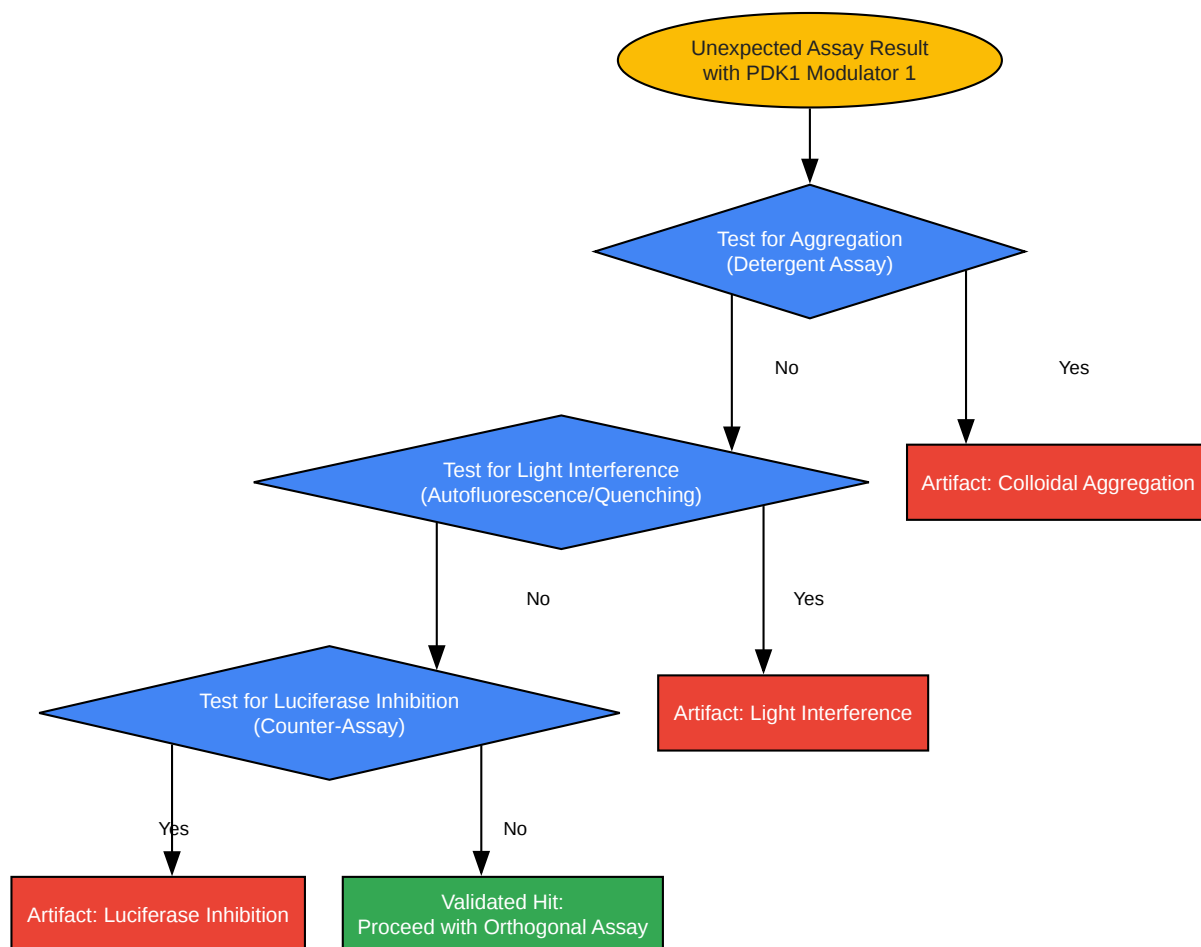 Unexpected Assay Result
with PDK1 Modulator 1
Test for Aggregation
(Detergent Assay)
No
Yes
Test for Light Interference
(Autofluorescence/Quenching)
Artifact: Colloidal Aggregation
No
Yes
Test for Luciferase Inhibition
(Counter-Assay)
Artifact: Light Interference
Yes
No
Artifact: Luciferase Inhibition
Validated Hit:
Proceed with Orthogonal Assay